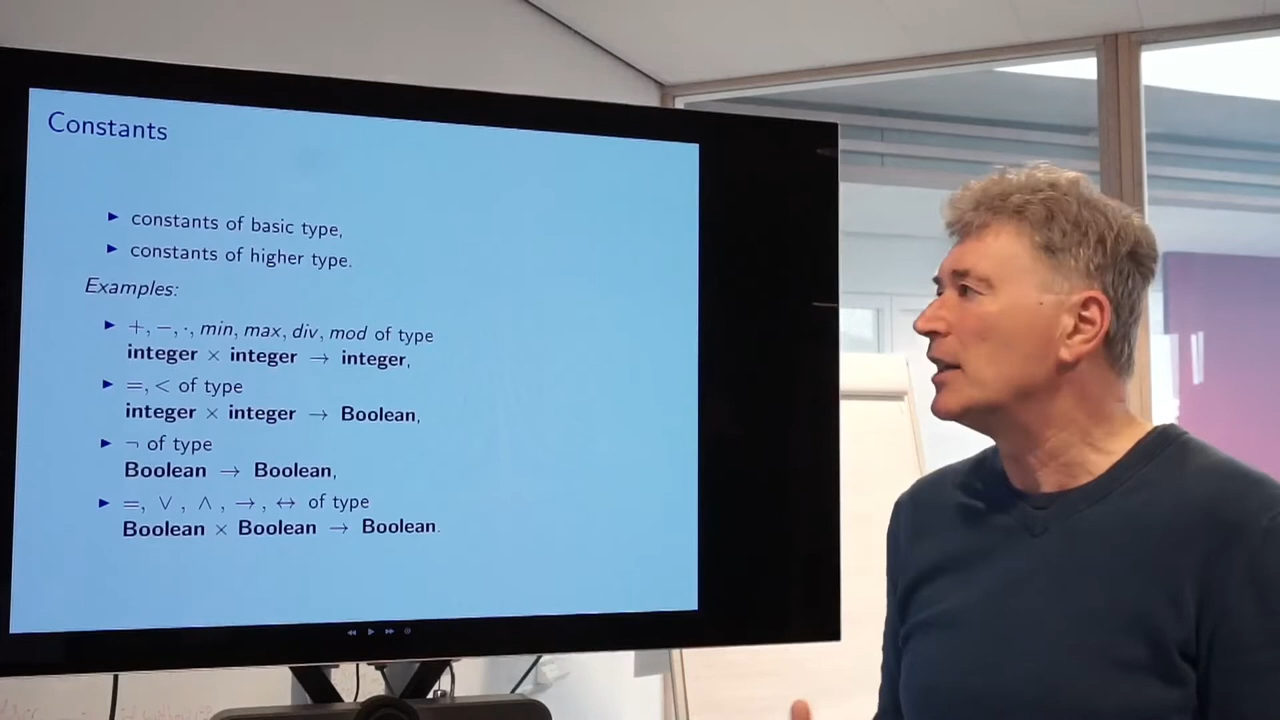 Constants
▶ constants of basic type,
▶ constants of higher type.
Examples:
▶ +, −, ·, min, max, div, mod of type
integer × integer → integer,
▶ =, < of type
integer × integer → Boolean,
▶ ¬ of type
Boolean → Boolean,
▶ =, ∨ , ∧ , → , ↔ of type
Boolean × Boolean → Boolean.